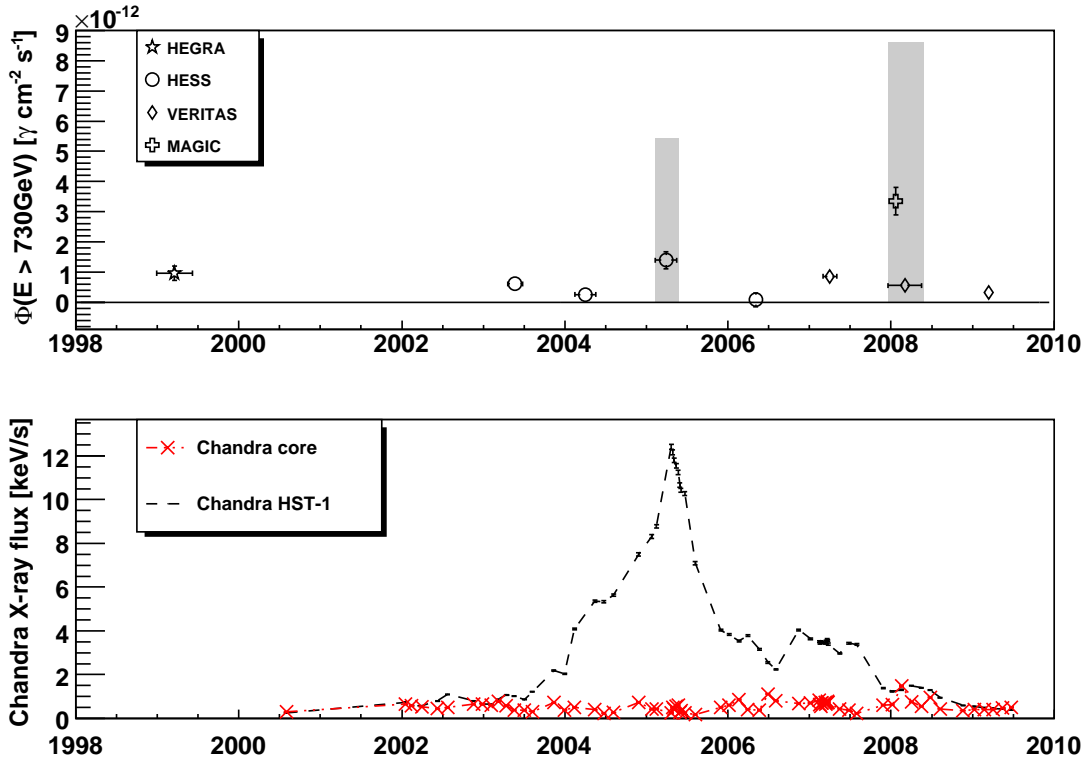 ×10⁻¹²
Φ(E > 730GeV) [γ cm⁻² s⁻¹]
9
8
7
6
5
4
3
2
1
0
HEGRA
HESS
VERITAS
MAGIC
1998 2000 2002 2004 2006 2008 2010
Chandra X-ray flux [keV/s]
12
10
8
6
4
2
0
Chandra core
Chandra HST-1
1998 2000 2002 2004 2006 2008 2010